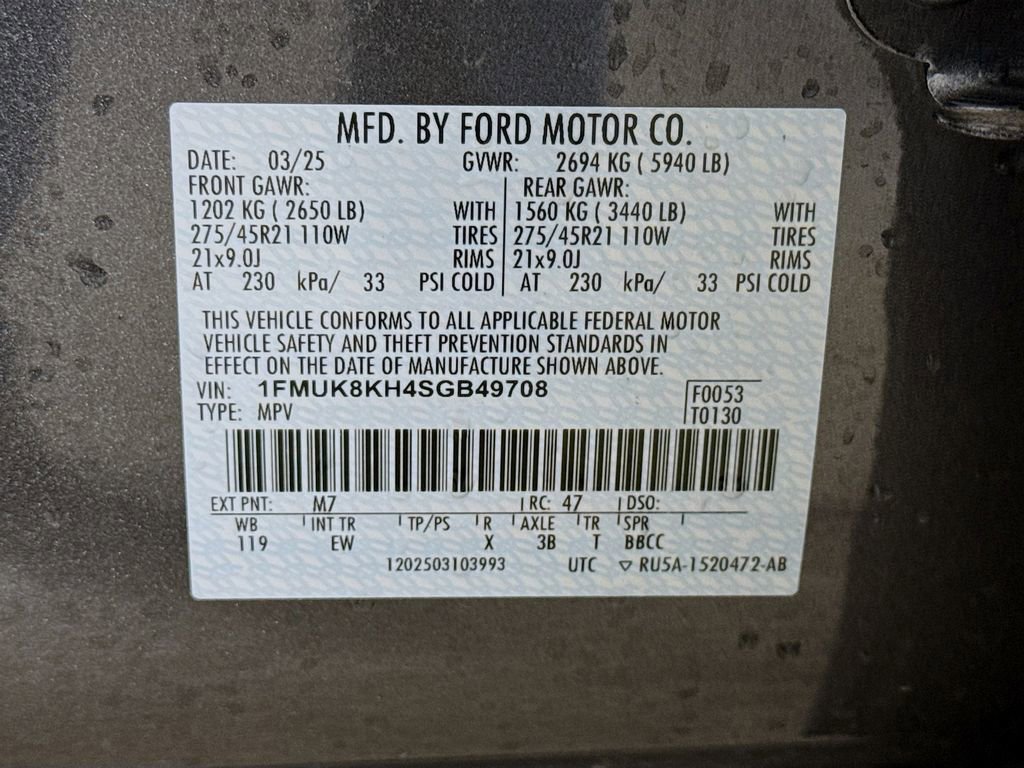 MFD. BY FORD MOTOR CO.
DATE: 03/25 GVWR: 2694 KG ( 5940 LB)
FRONT GAWR: REAR GAWR:
1202 KG ( 2650 LB) WITH 1560 KG ( 3440 LB) WITH
275/45R21 110W TIRES 275/45R21 110W TIRES
21x9.0J RIMS 21x9.0J RIMS
AT 230 kPa/ 33 PSI COLD AT 230 kPa/ 33 PSI COLD
THIS VEHICLE CONFORMS TO ALL APPLICABLE FEDERAL MOTOR
VEHICLE SAFETY AND THEFT PREVENTION STANDARDS IN
EFFECT ON THE DATE OF MANUFACTURE SHOWN ABOVE.
VIN: 1FMUK8KH4SGB49708 F0053
TYPE: MPV T0130
EXT PNT: M7 RC: 47 DSO:
WB INT TR TP/PS R AXLE TR SPR
119 EW X 3B T BBCC
1202503103993 UTC ▽ RU5A-1520472-AB